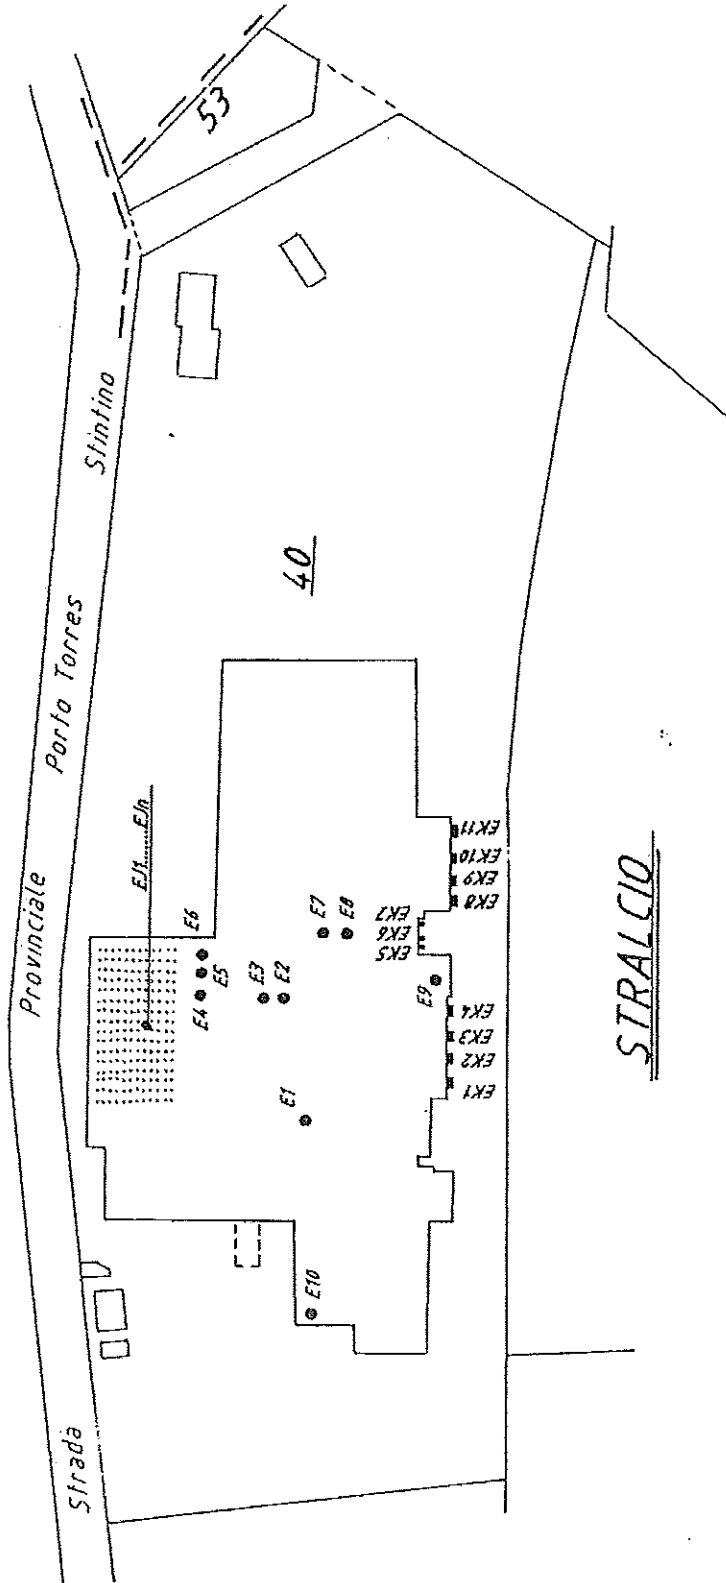 53
Strada Provinciale Porto Torres Stintino
40
EJ1........EJn
E6
E5
E4
E3
E2
E7
E8
E9
E1
E10
EK11
EK10
EK9
EK8
EK7
EK6
EK5
EK4
EK3
EK2
EK1
STRALCIO